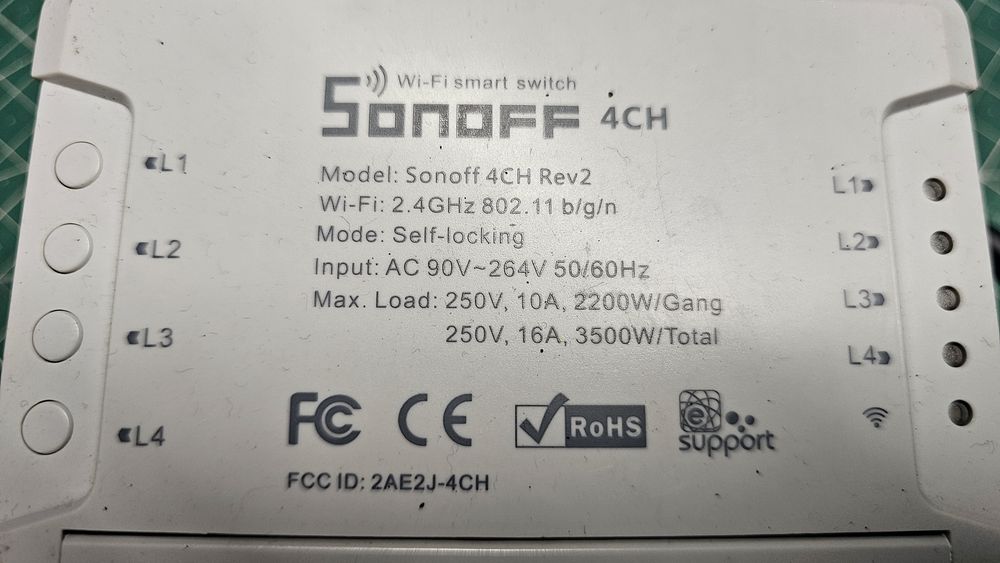 Wi-Fi smart switch
SONOFF 4CH
Model: Sonoff 4CH Rev2
Wi-Fi: 2.4GHz 802.11 b/g/n
Mode: Self-locking
Input: AC 90V~264V 50/60Hz
Max. Load: 250V, 10A, 2200W/Gang
250V, 16A, 3500W/Total
L1
L2
L3
L4
L1
L2
L3
L4
FC CE RoHS e support
FCC ID: 2AE2J-4CH